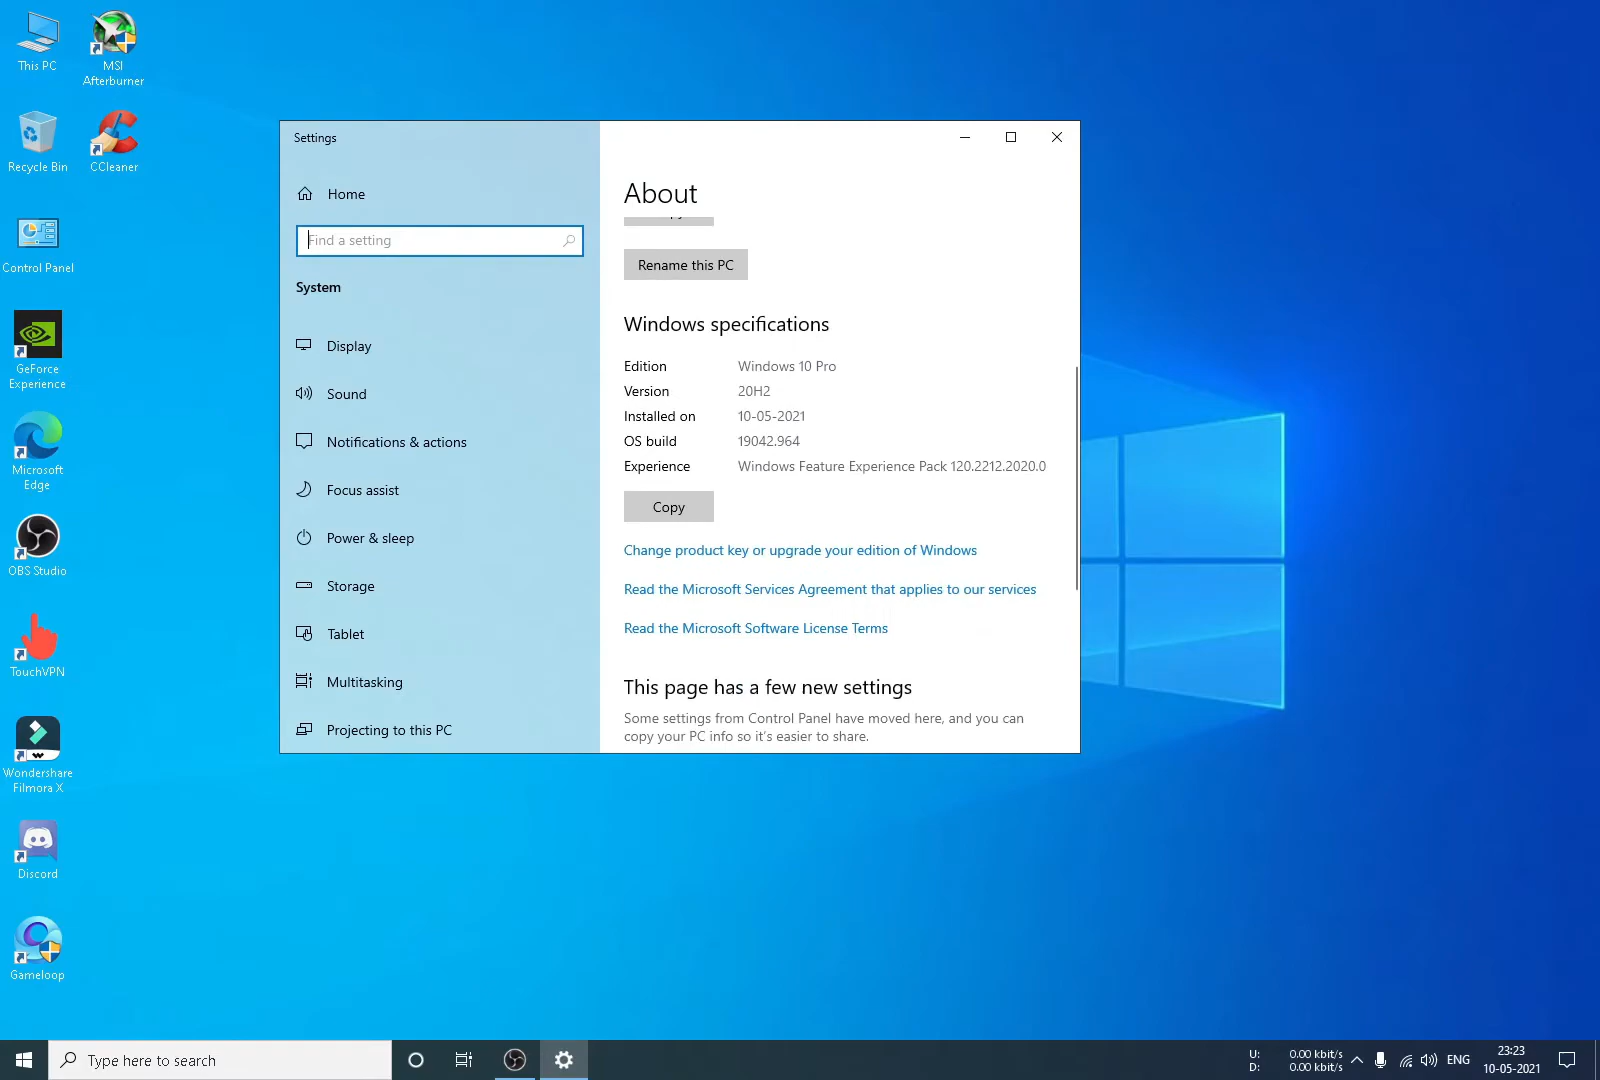 This PC
MSI
Afterburner
Recycle Bin
CCleaner
Control Panel
GeForce
Experience
Microsoft
Edge
OBS Studio
TouchVPN
Wondershare
Filmora X
Discord
Gameloop
Settings
Home
Find a setting
System
Display
Sound
Notifications & actions
Focus assist
Power & sleep
Storage
Tablet
Multitasking
Projecting to this PC
About
Rename this PC
Windows specifications
Edition Windows 10 Pro
Version 20H2
Installed on 10-05-2021
OS build 19042.964
Experience Windows Feature Experience Pack 120.2212.2020.0
Copy
Change product key or upgrade your edition of Windows
Read the Microsoft Services Agreement that applies to our services
Read the Microsoft Software License Terms
This page has a few new settings
Some settings from Control Panel have moved here, and you can
copy your PC info so it's easier to share.
Type here to search
U: 0.00 kbit/s
D: 0.00 kbit/s
ENG
23:23
10-05-2021